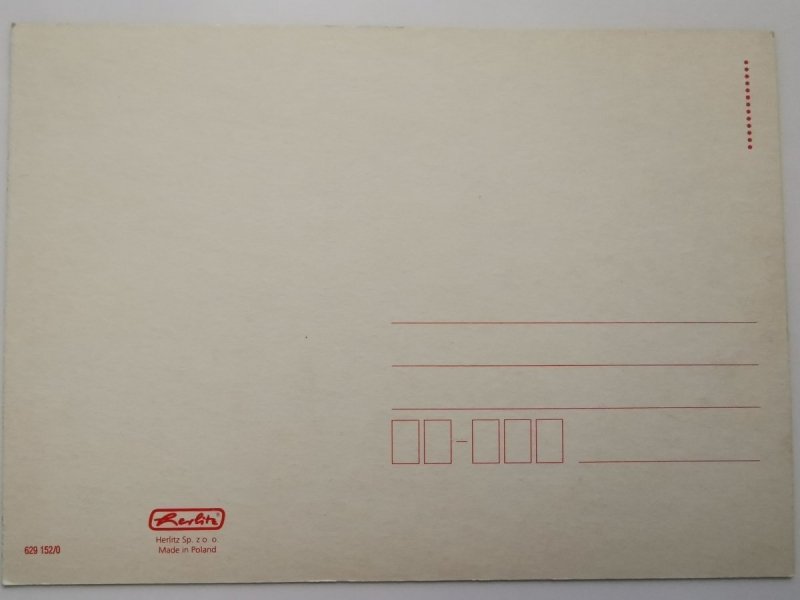 Herlitz
Herlitz Sp. z o. o.
Made in Poland
629 152/0